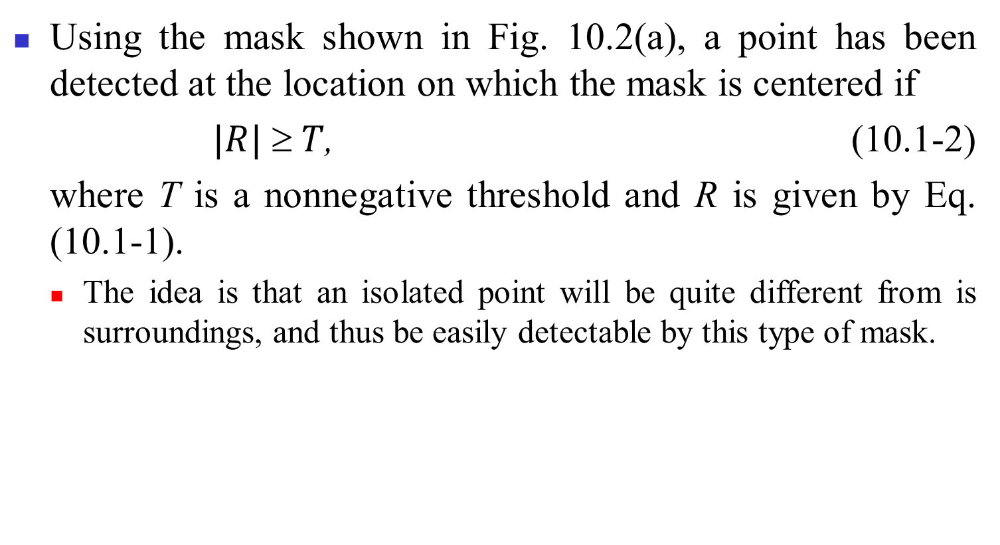 Using the mask shown in Fig. 10.2(a), a point has been
detected at the location on which the mask is centered if
|R| ≥ T, (10.1-2)
where T is a nonnegative threshold and R is given by Eq.
(10.1-1).
The idea is that an isolated point will be quite different from is
surroundings, and thus be easily detectable by this type of mask.